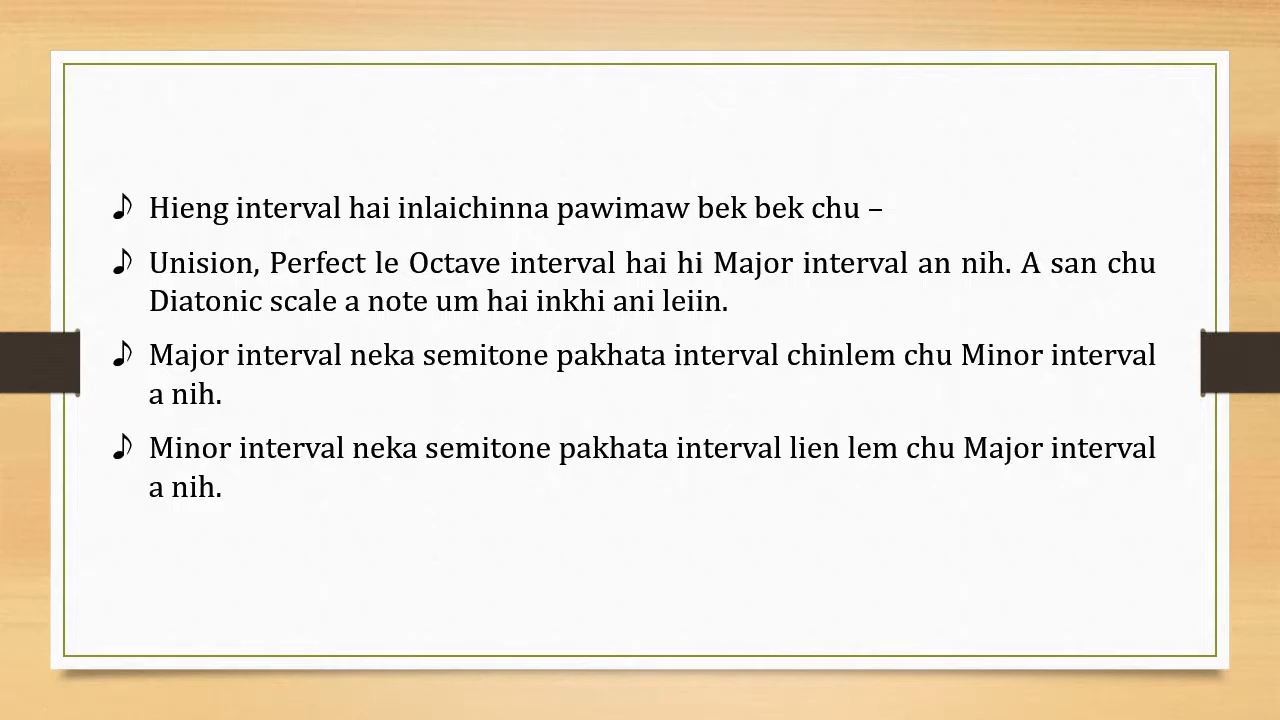 ♪ Hieng interval hai inlaichinna pawimaw bek bek chu –
♪ Unision, Perfect le Octave interval hai hi Major interval an nih. A san chu
Diatonic scale a note um hai inkhi ani leiin.
♪ Major interval neka semitone pakhata interval chinlem chu Minor interval
a nih.
♪ Minor interval neka semitone pakhata interval lien lem chu Major interval
a nih.